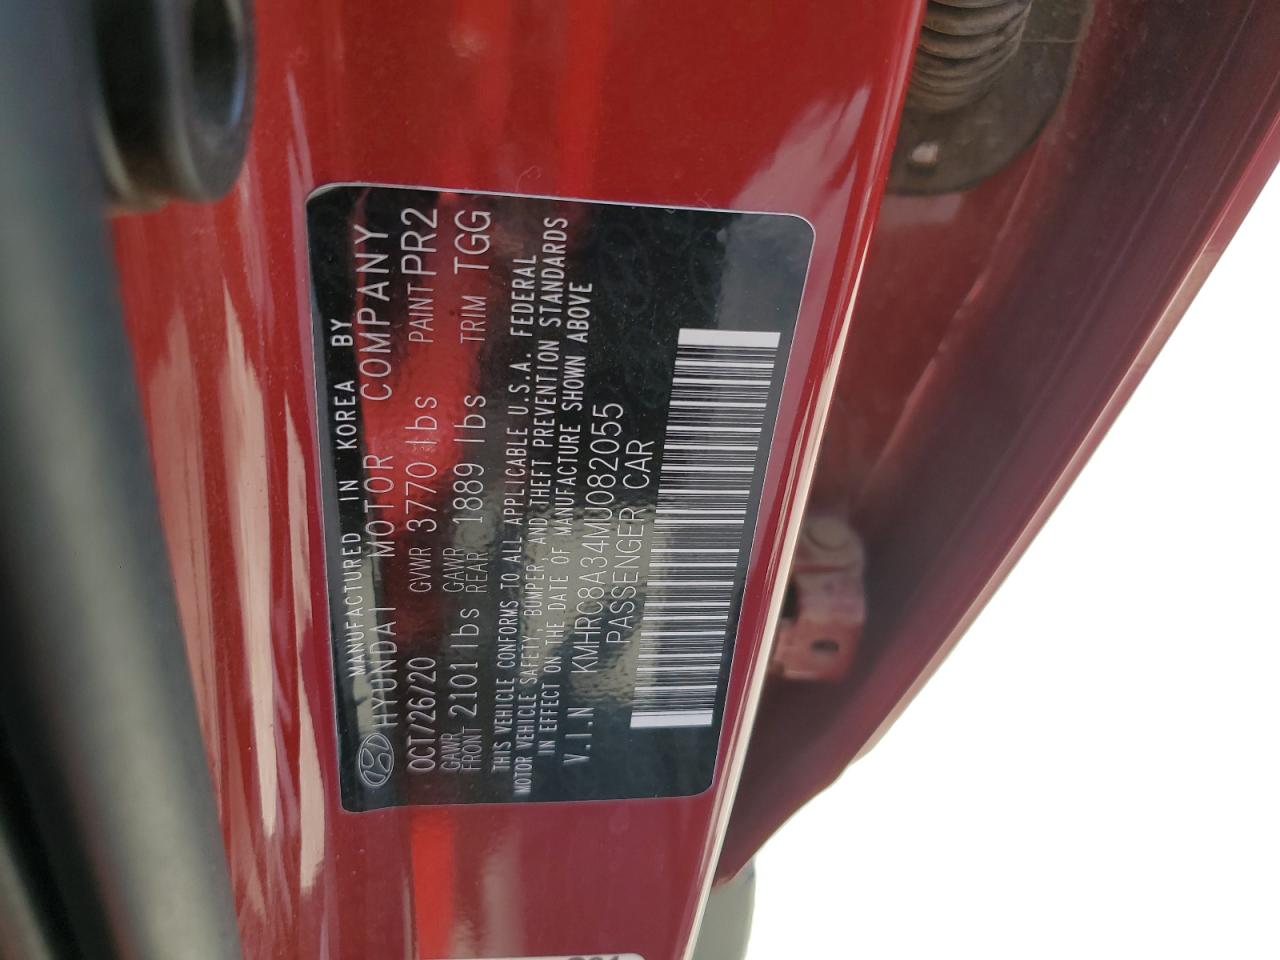 MANUFACTURED IN KOREA BY
HYUNDAI MOTOR COMPANY
OCT/26/20 GVWR 3770 lbs PAINT PR2
GAWR FRONT 2101 lbs GAWR REAR 1889 lbs TRIM TGG
THIS VEHICLE CONFORMS TO ALL APPLICABLE U.S.A. FEDERAL
MOTOR VEHICLE SAFETY, BUMPER, AND THEFT PREVENTION STANDARDS
IN EFFECT ON THE DATE OF MANUFACTURE SHOWN ABOVE
V.I.N KMHRC8A34MU082055
PASSENGER CAR